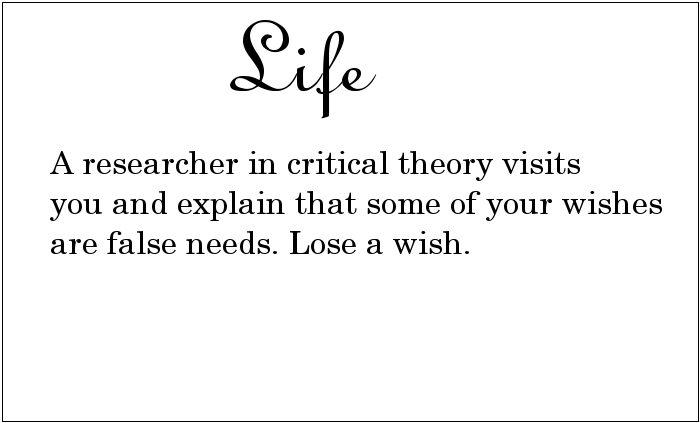 Life
A researcher in critical theory visits
you and explain that some of your wishes
are false needs. Lose a wish.